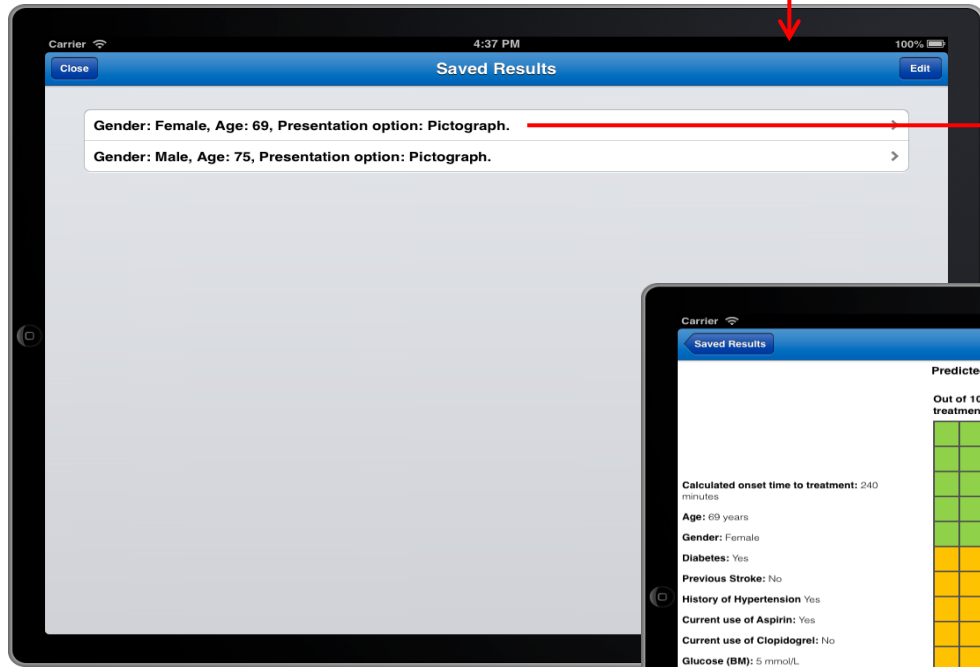 Carrier 4:37 PM 100%
Close Saved Results Edit
Gender: Female, Age: 69, Presentation option: Pictograph.
Gender: Male, Age: 75, Presentation option: Pictograph.
Carrier
Saved Results
Predicte
Out of 10
treatmen
Calculated onset time to treatment: 240
minutes
Age: 69 years
Gender: Female
Diabetes: Yes
Previous Stroke: No
History of Hypertension Yes
Current use of Aspirin: Yes
Current use of Clopidogrel: No
Glucose (BM): 5 mmol/L